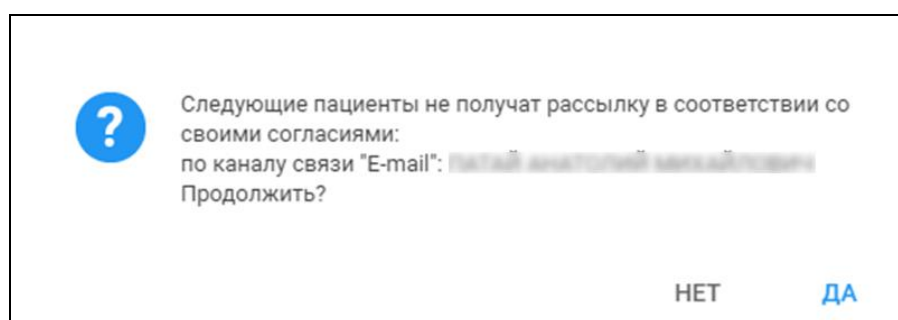 Следующие пациенты не получат рассылку в соответствии со
своими согласиями:
по каналу связи "E-mail":
Продолжить?
НЕТ ДА